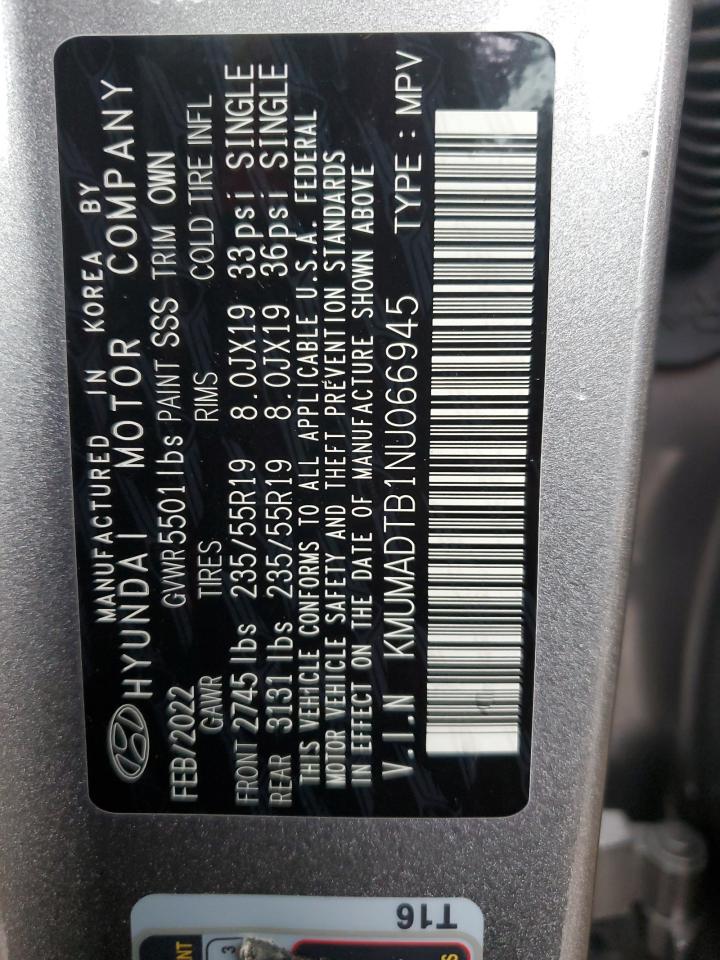 MANUFACTURED IN KOREA BY
HYUNDAI MOTOR COMPANY
FEB/2022 GVWR 5501 lbs PAINT SSS TRIM OWN
GAWR TIRES RIMS COLD TIRE INFL
FRONT 2745 lbs 235/55R19 8.0JX19 33psi SINGLE
REAR 3131 lbs 235/55R19 8.0JX19 36psi SINGLE
THIS VEHICLE CONFORMS TO ALL APPLICABLE U.S.A. FEDERAL
MOTOR VEHICLE SAFETY AND THEFT PREVENTION STANDARDS
IN EFFECT ON THE DATE OF MANUFACTURE SHOWN ABOVE
V.I.N KMUMADTB1NU066945 TYPE : MPV
T16
3